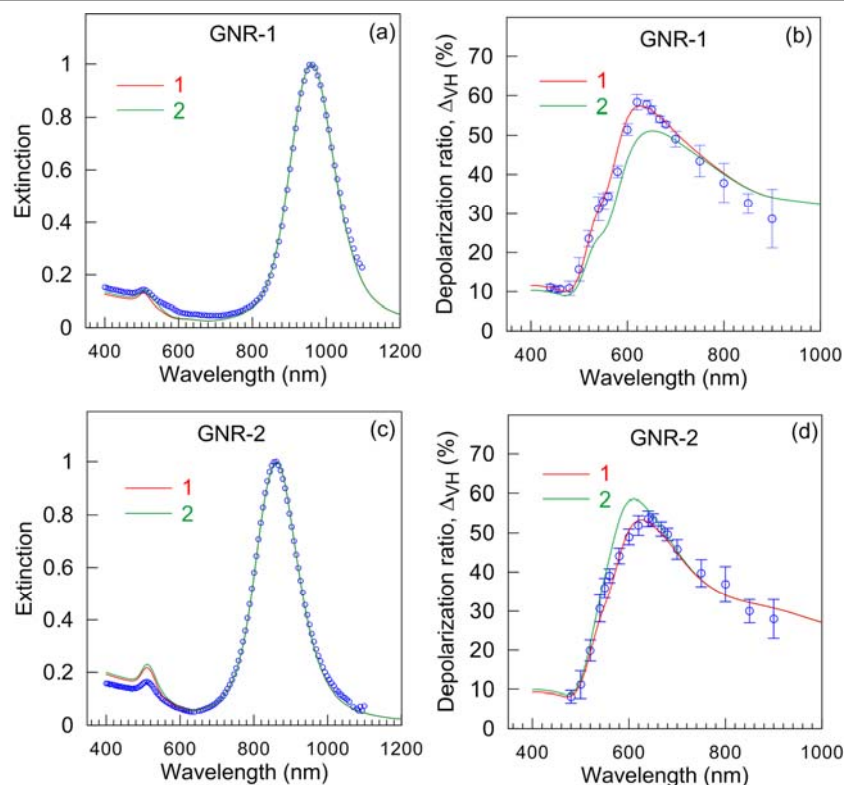 GNR-1 (a)
1
2
Extinction
1
0.8
0.6
0.4
0.2
0
400 600 800 1000 1200
Wavelength (nm)
GNR-1 (b)
1
2
Depolarization ratio, Δ_VH (%)
70
60
50
40
30
20
10
0
400 600 800 1000
Wavelength (nm)
GNR-2 (c)
1
2
Extinction
1
0.8
0.6
0.4
0.2
0
400 600 800 1000 1200
Wavelength (nm)
GNR-2 (d)
1
2
Depolarization ratio, Δ_VH (%)
70
60
50
40
30
20
10
0
400 600 800 1000
Wavelength (nm)